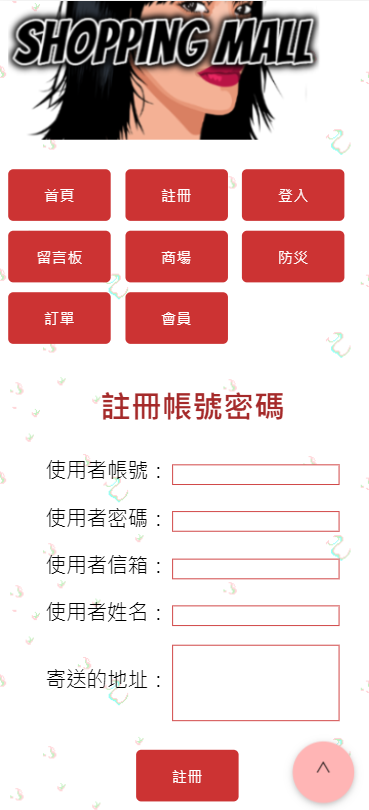 SHOPPING MALL
首頁 註冊 登入
留言板 商場 防災
訂單 會員
註冊帳號密碼
使用者帳號：
使用者密碼：
使用者信箱：
使用者姓名：
寄送的地址：
註冊
^